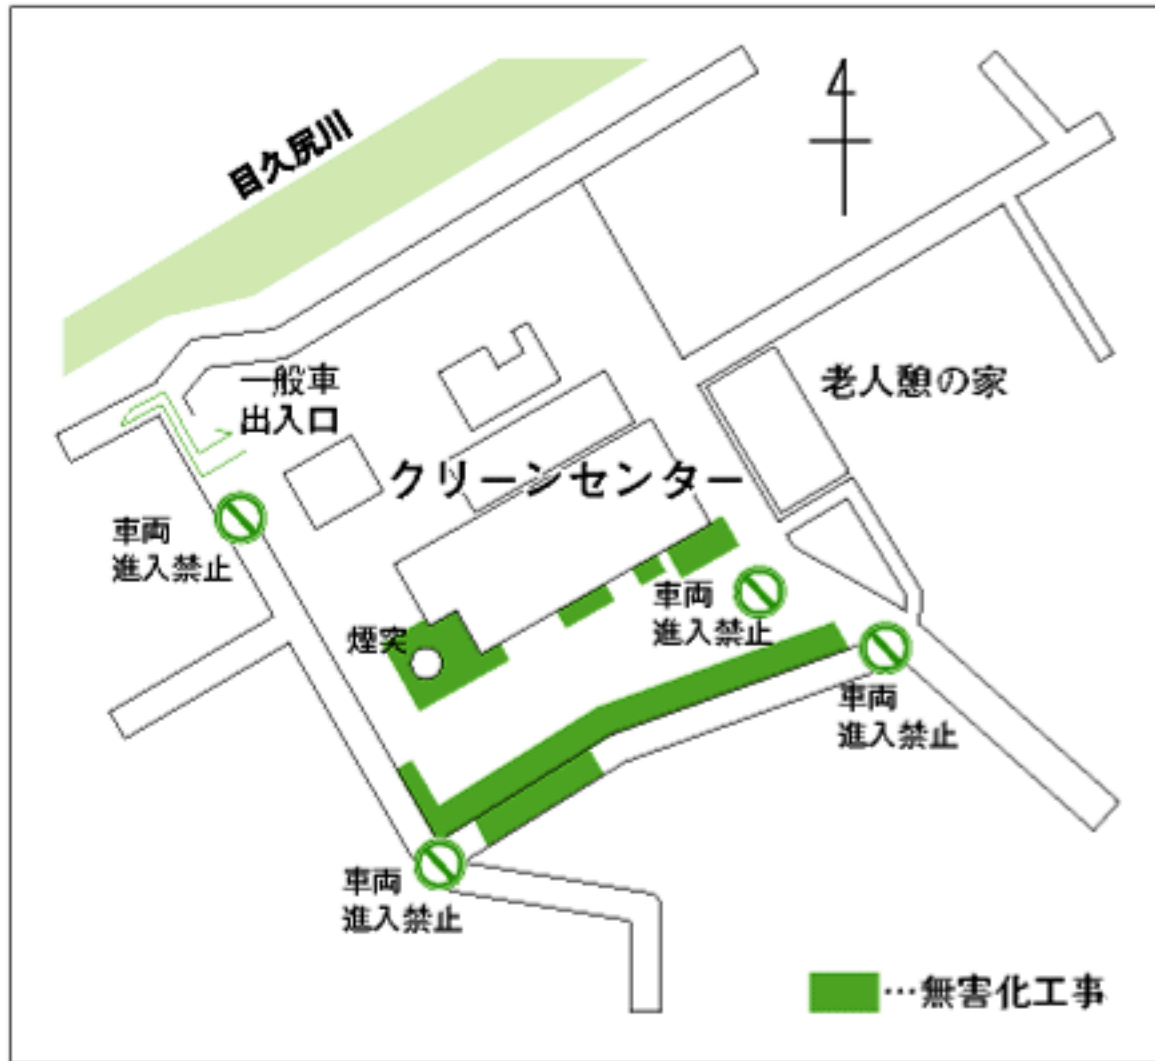 目久尻川
一般車
出入口
老人憩の家
クリーンセンター
車両
進入禁止
車両
進入禁止
煙突
車両
進入禁止
車両
進入禁止
…無害化工事